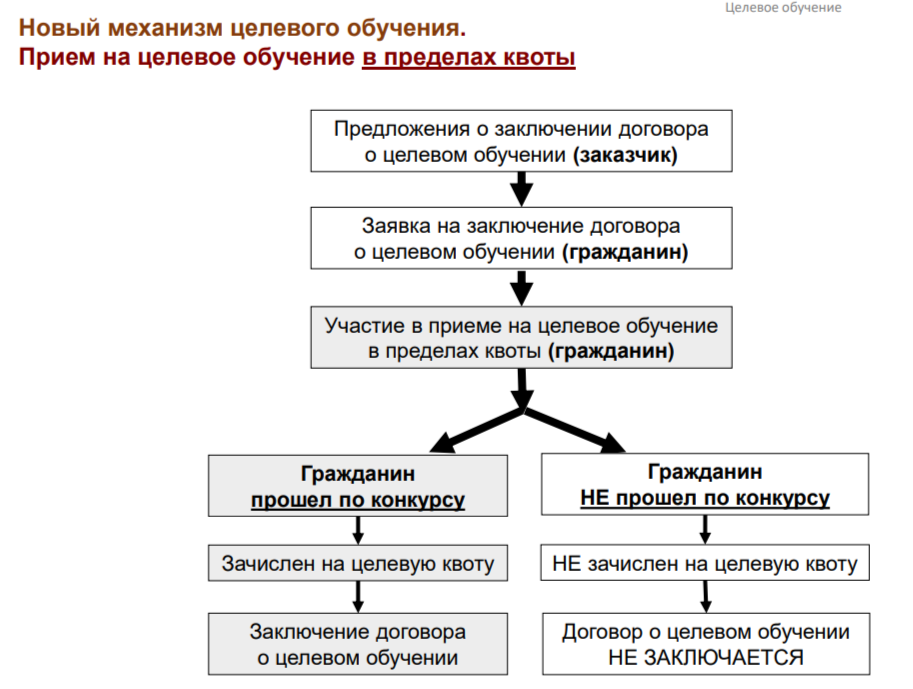 Целевое обучение
Новый механизм целевого обучения.
Прием на целевое обучение в пределах квоты
Предложения о заключении договора
о целевом обучении (заказчик)
Заявка на заключение договора
о целевом обучении (гражданин)
Участие в приеме на целевое обучение
в пределах квоты (гражданин)
Гражданин
прошел по конкурсу
Зачислен на целевую квоту
Заключение договора
о целевом обучении
Гражданин
НЕ прошел по конкурсу
НЕ зачислен на целевую квоту
Договор о целевом обучении
НЕ ЗАКЛЮЧАЕТСЯ